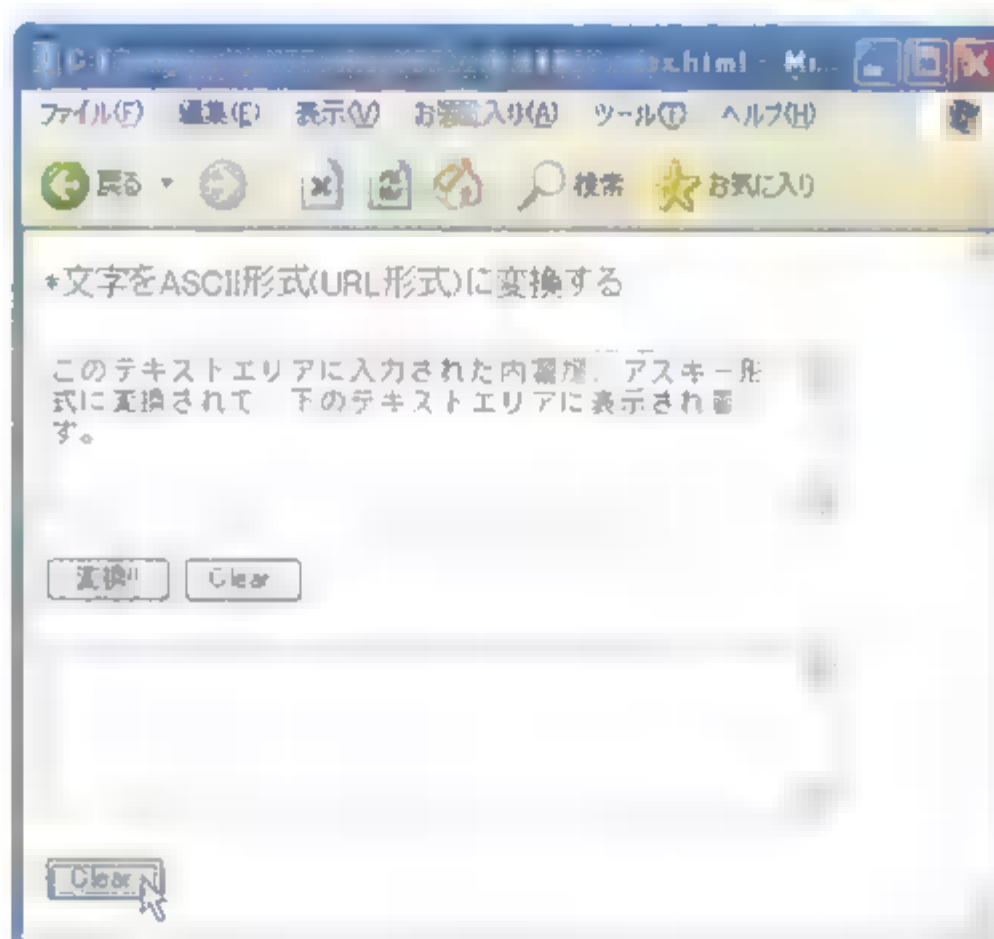 ファイル(F) 編集(E) 表示(V) お気に入り(A) ツール(T) ヘルプ(H)
戻る 検索 お気に入り
*文字をASCII形式(URL形式)に変換する
このテキストエリアに入力された内容が、アスキー形
式に変換されて 下のテキストエリアに表示されま
す。
変換!! Clear
Clear